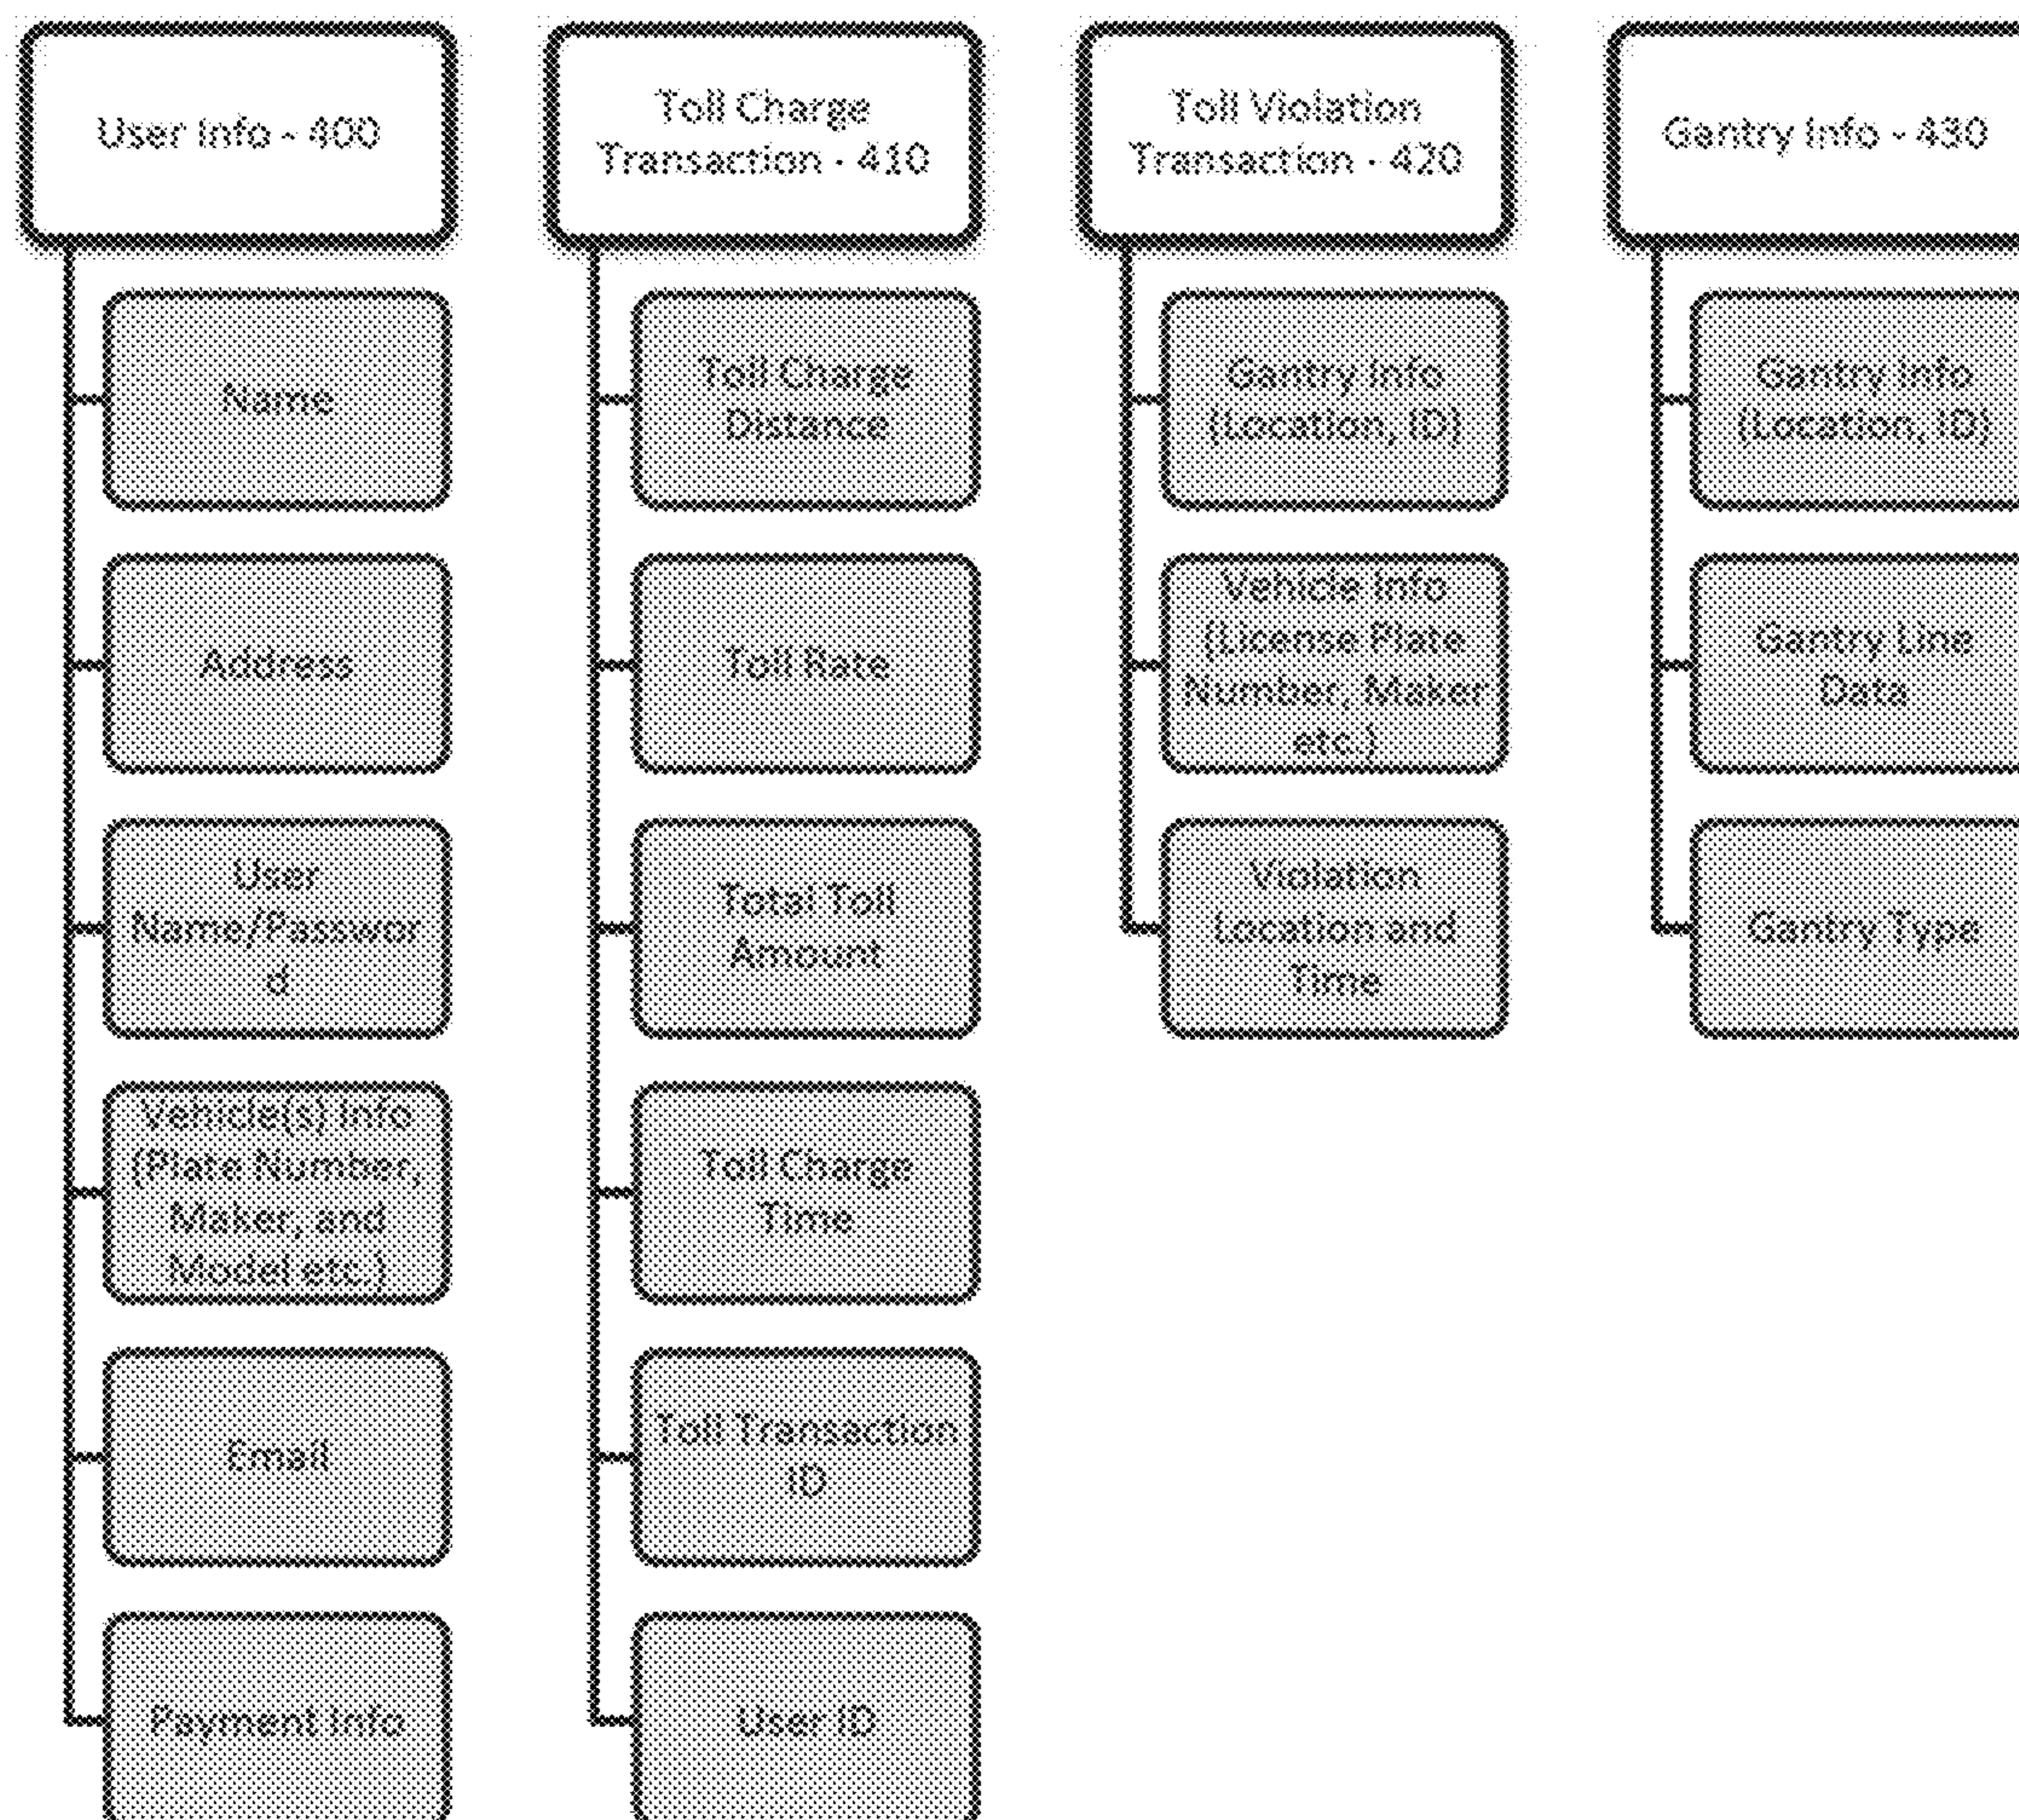 User Info - 400
Name
Address
User
Name/Passwor
d
Vehicle(s) Info
(Plate Number,
Maker, and
Model etc.)
Email
Payment Info
Toll Charge
Transaction - 410
Toll Charge
Distance
Toll Rate
Total Toll
Amount
Toll Charge
Time
Toll Transaction
ID
User ID
Toll Violation
Transaction - 420
Gantry Info
(Location, ID)
Vehicle Info
(License Plate
Number, Maker
etc.)
Violation
Location and
Time
Gantry Info - 430
Gantry Info
(Location, ID)
Gantry Line
Data
Gantry Type